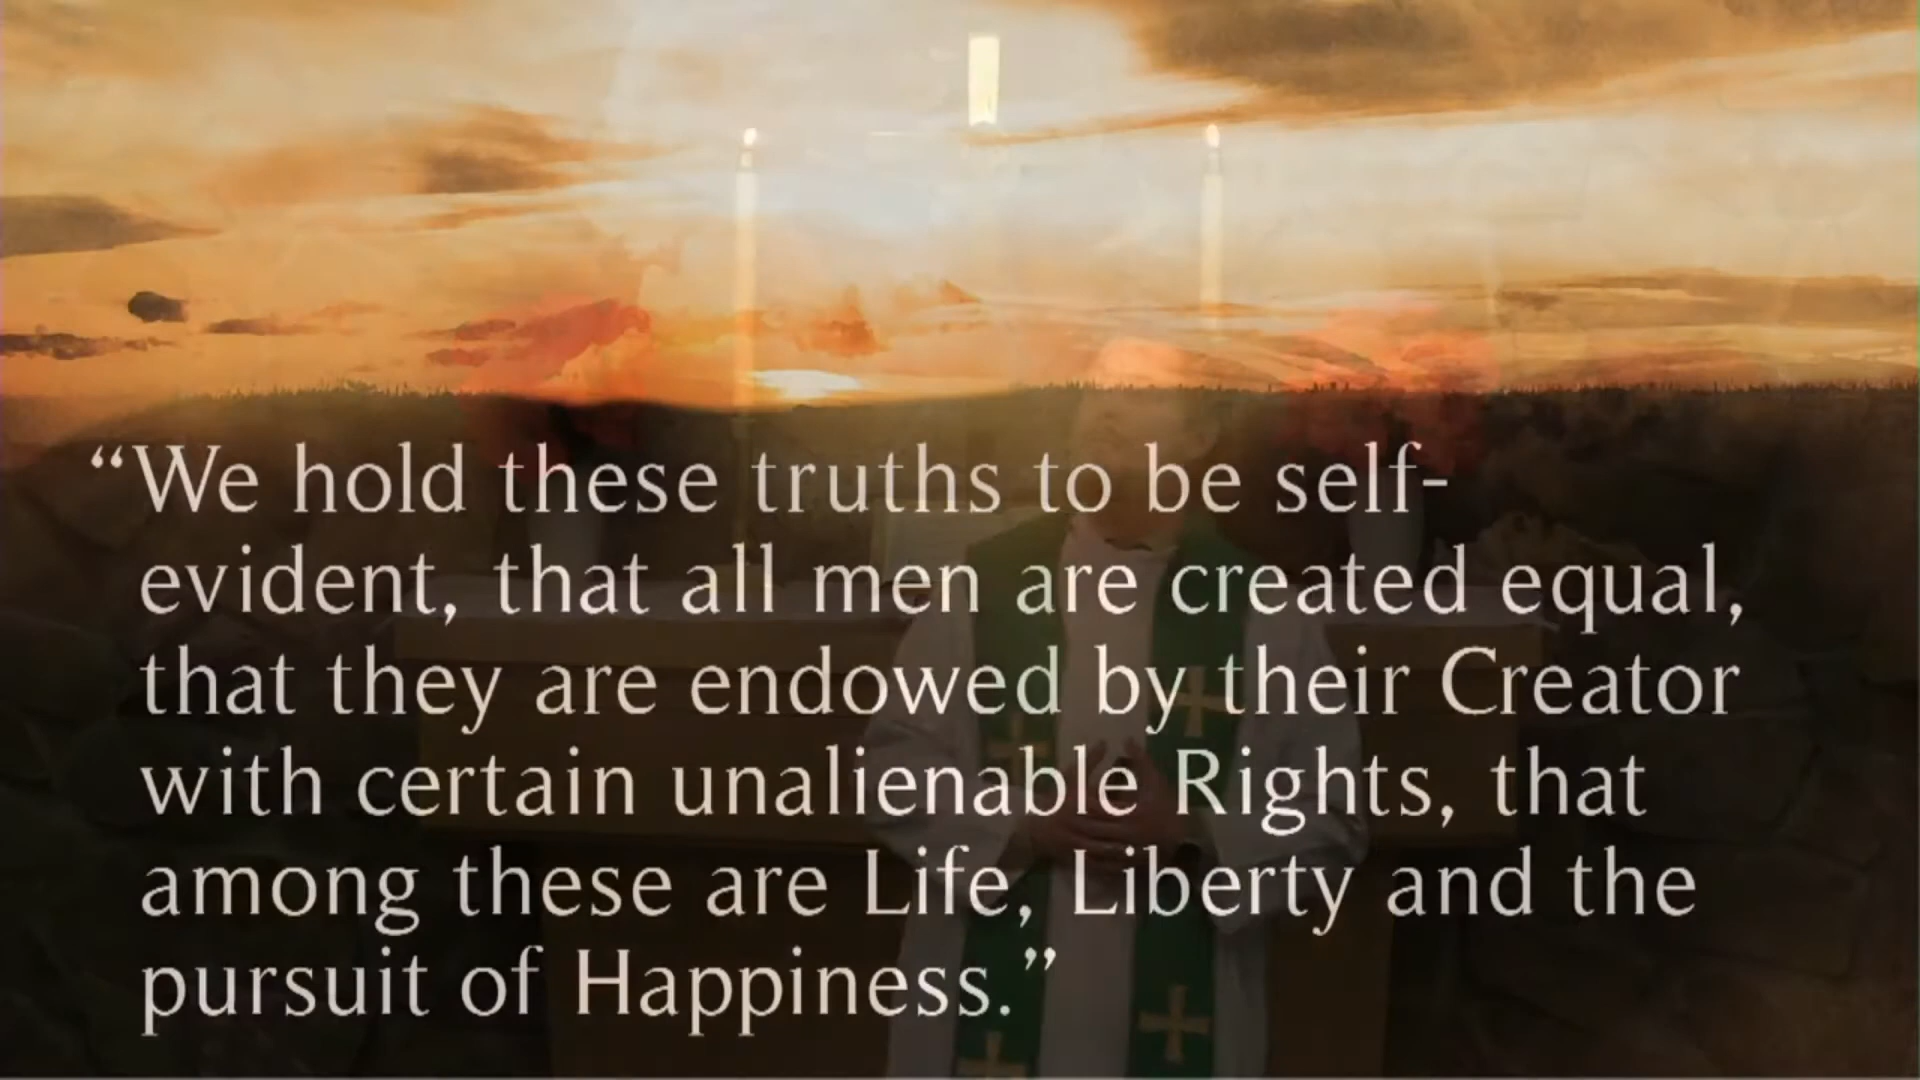 “We hold these truths to be self-
evident, that all men are created equal,
that they are endowed by their Creator
with certain unalienable Rights, that
among these are Life, Liberty and the
pursuit of Happiness.”